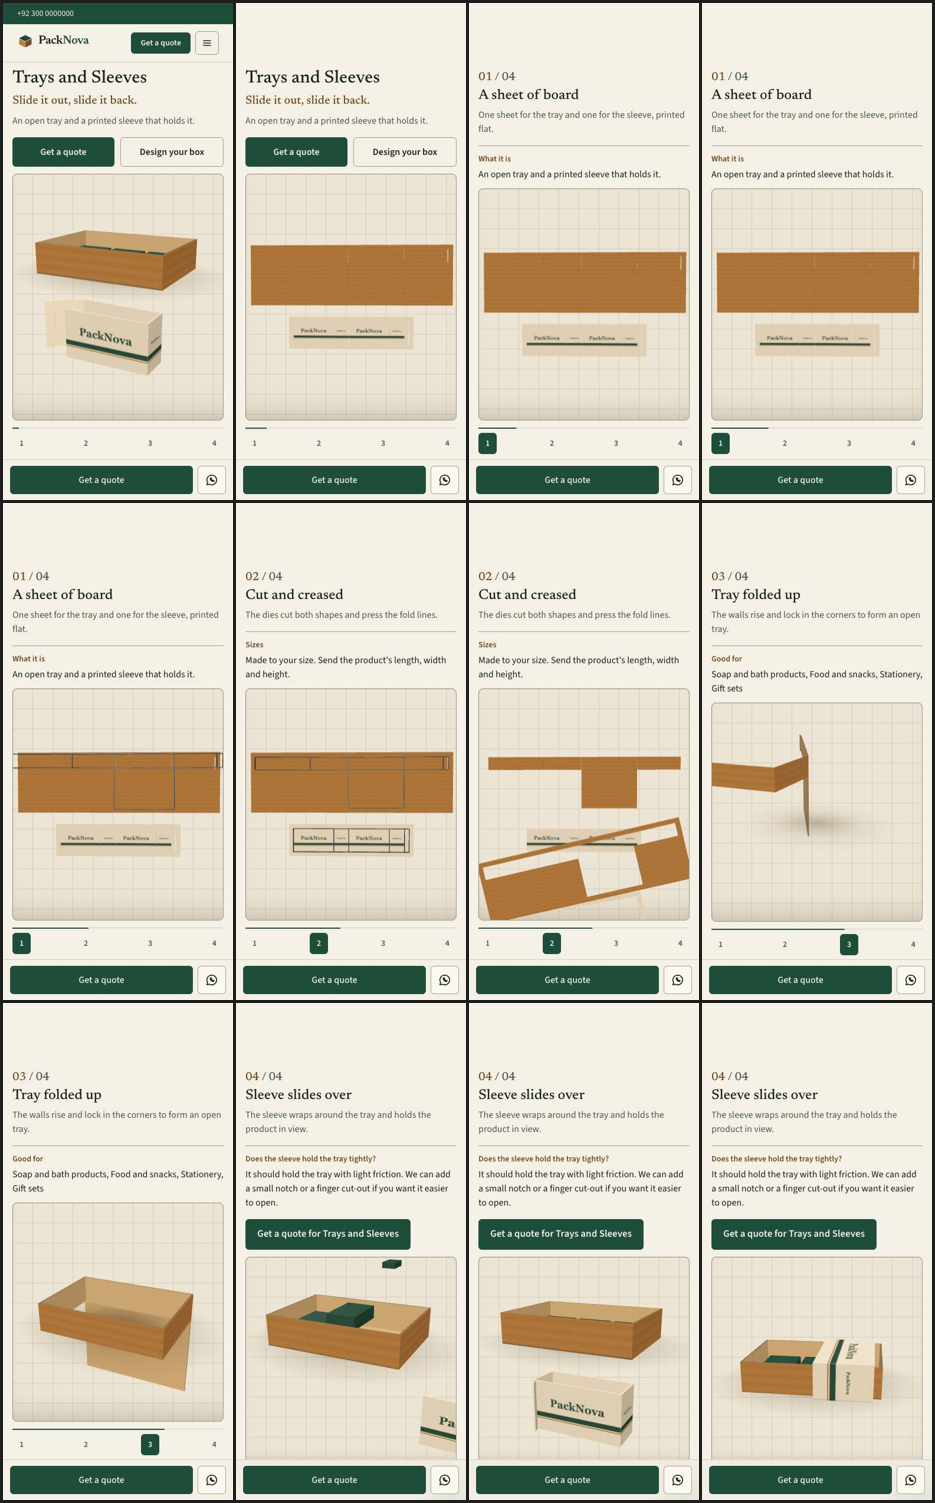 +92 300 0000000
PackNova
Get a quote
Trays and Sleeves
Slide it out, slide it back.
An open tray and a printed sleeve that holds it.
Get a quote
Design your box
PackNova
1 2 3 4
Get a quote
Trays and Sleeves
Slide it out, slide it back.
An open tray and a printed sleeve that holds it.
Get a quote
Design your box
PackNova PackNova
1 2 3 4
Get a quote
01 / 04
A sheet of board
One sheet for the tray and one for the sleeve, printed
flat.
What it is
An open tray and a printed sleeve that holds it.
PackNova PackNova
1 2 3 4
Get a quote
01 / 04
A sheet of board
One sheet for the tray and one for the sleeve, printed
flat.
What it is
An open tray and a printed sleeve that holds it.
PackNova PackNova
1 2 3 4
Get a quote
01 / 04
A sheet of board
One sheet for the tray and one for the sleeve, printed
flat.
What it is
An open tray and a printed sleeve that holds it.
PackNova PackNova
1 2 3 4
Get a quote
02 / 04
Cut and creased
The dies cut both shapes and press the fold lines.
Sizes
Made to your size. Send the product's length, width
and height.
PackNova PackNova
1 2 3 4
Get a quote
02 / 04
Cut and creased
The dies cut both shapes and press the fold lines.
Sizes
Made to your size. Send the product's length, width
and height.
PackNova
1 2 3 4
Get a quote
03 / 04
Tray folded up
The walls rise and lock in the corners to form an open
tray.
Good for
Soap and bath products, Food and snacks, Stationery,
Gift sets
1 2 3 4
Get a quote
03 / 04
Tray folded up
The walls rise and lock in the corners to form an open
tray.
Good for
Soap and bath products, Food and snacks, Stationery,
Gift sets
1 2 3 4
Get a quote
04 / 04
Sleeve slides over
The sleeve wraps around the tray and holds the
product in view.
Does the sleeve hold the tray tightly?
It should hold the tray with light friction. We can add
a small notch or a finger cut-out if you want it easier
to open.
Get a quote for Trays and Sleeves
Pa
Get a quote
04 / 04
Sleeve slides over
The sleeve wraps around the tray and holds the
product in view.
Does the sleeve hold the tray tightly?
It should hold the tray with light friction. We can add
a small notch or a finger cut-out if you want it easier
to open.
Get a quote for Trays and Sleeves
PackNova
Get a quote
04 / 04
Sleeve slides over
The sleeve wraps around the tray and holds the
product in view.
Does the sleeve hold the tray tightly?
It should hold the tray with light friction. We can add
a small notch or a finger cut-out if you want it easier
to open.
Get a quote for Trays and Sleeves
PackNova
Get a quote